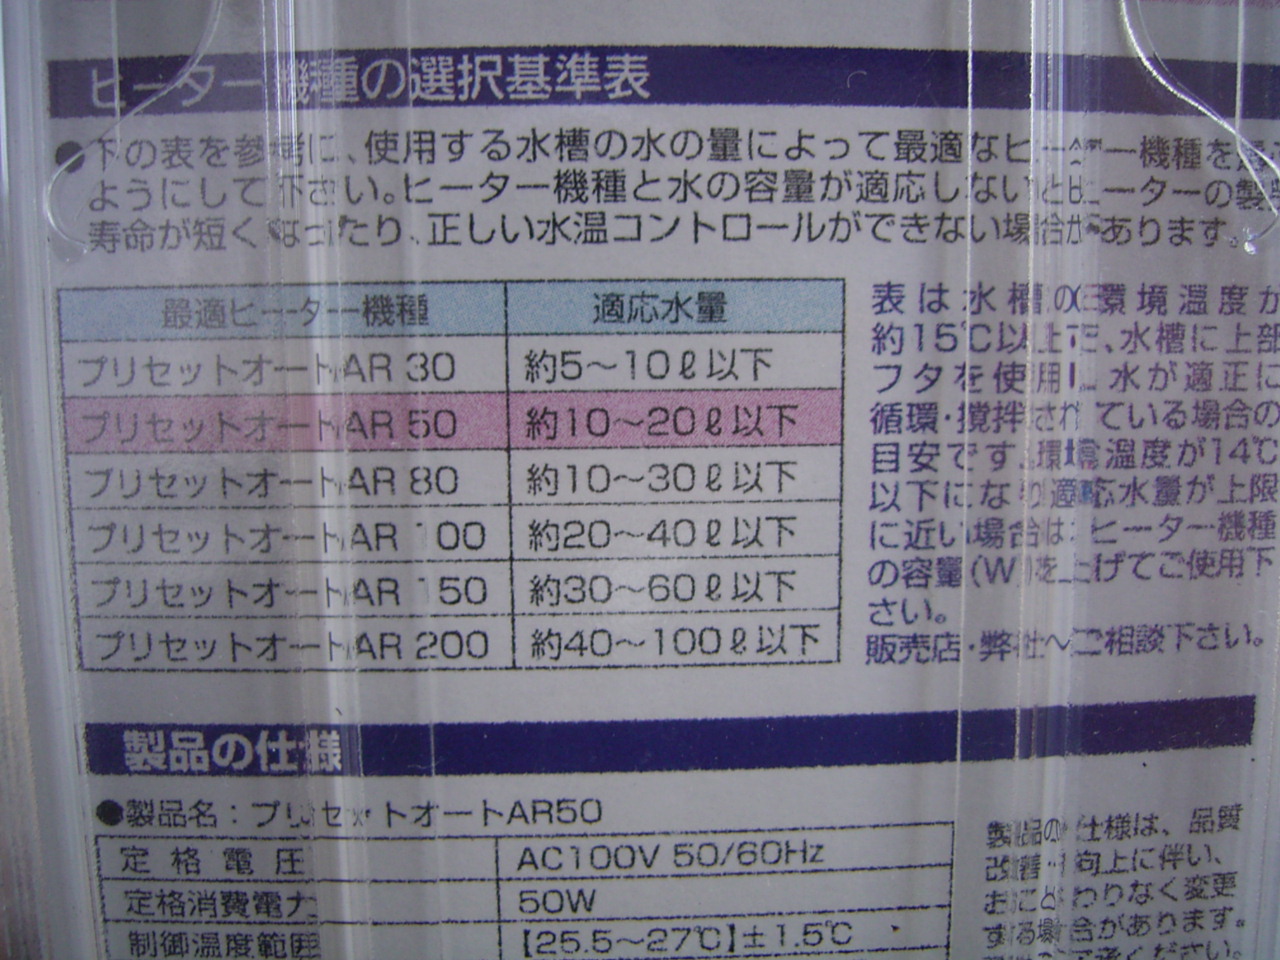 ヒーター機種の選択基準表
●下の表を参考に、使用する水槽の水の量によって最適なヒーター機種を選
ようにして下さい。ヒーター機種と水の容量が適応しないとヒーターの製
寿命が短くなったり、正しい水温コントロールができない場合があります。
最適ヒーター機種 適応水量
プリセットオートAR 30 約5～10ℓ以下
プリセットオートAR 50 約10～20ℓ以下
プリセットオートAR 80 約10～30ℓ以下
プリセットオートAR 100 約20～40ℓ以下
プリセットオートAR 150 約30～60ℓ以下
プリセットオートAR 200 約40～100ℓ以下
表は水槽の環境温度が
約15℃以上で、水槽に上部
フタを使用し水が適正に
循環・撹拌されている場合の
目安です。環境温度が14℃
以下になり適応水量が上限
に近い場合は、ヒーター機種
の容量(W)を上げてご使用下
さい。
販売店・弊社へご相談下さい。
製品の仕様
●製品名：プリセットオートAR50
定格電圧 AC100V 50/60Hz
定格消費電力 50W
制御温度範囲 【25.5～27℃】±1.5℃
製品の仕様は、品質
改善・向上に伴い、
おことわりなく変更
する場合があります。
ください。